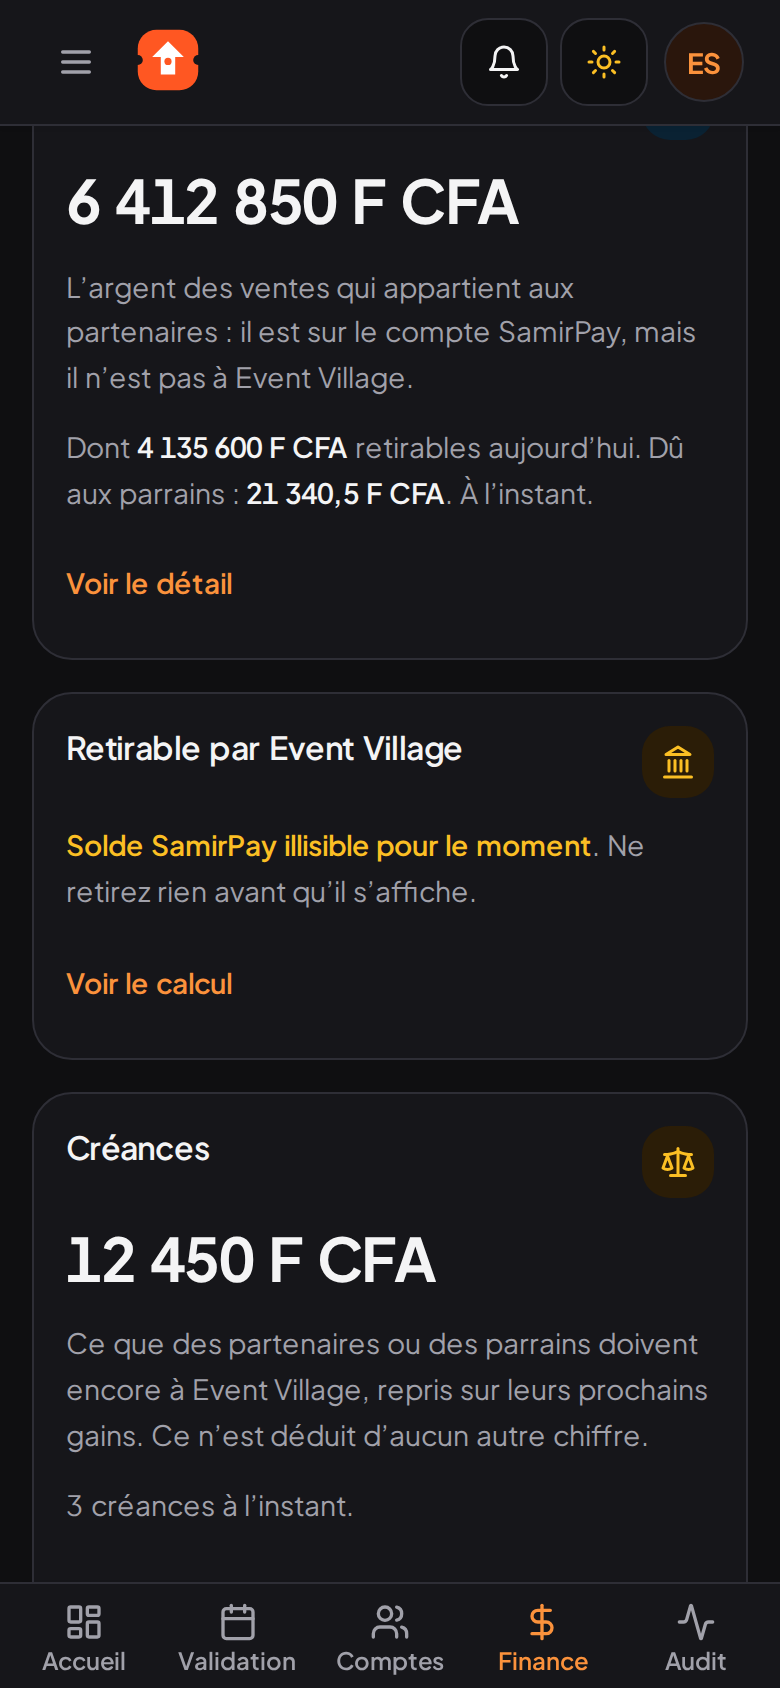 ES
6 412 850 F CFA
L’argent des ventes qui appartient aux
partenaires : il est sur le compte SamirPay, mais
il n’est pas à Event Village.
Dont 4 135 600 F CFA retirables aujourd’hui. Dû
aux parrains : 21 340,5 F CFA. À l’instant.
Voir le détail
Retirable par Event Village
Solde SamirPay illisible pour le moment. Ne
retirez rien avant qu’il s’affiche.
Voir le calcul
Créances
12 450 F CFA
Ce que des partenaires ou des parrains doivent
encore à Event Village, repris sur leurs prochains
gains. Ce n’est déduit d’aucun autre chiffre.
3 créances à l’instant.
Accueil Validation Comptes Finance Audit